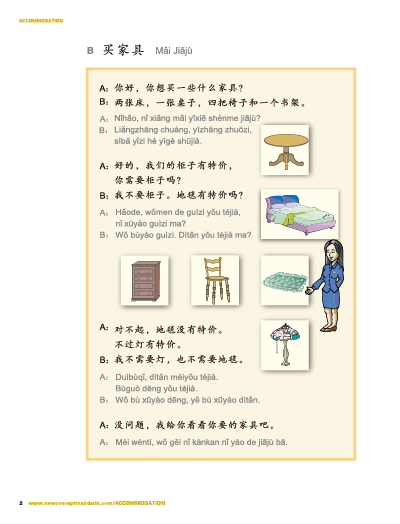 ACCOMMODATION
B 买家具 Mǎi Jiājù
A: 你好，你想买一些什么家具？
B: 两张床，一张桌子，四把椅子和一个书架。
A: Nǐhǎo, nǐ xiǎng mǎi yìxiē shénme jiājù?
B: Liǎngzhāng chuáng, yìzhāng zhuōzi,
sìbǎ yǐzi hé yīgè shūjià.
A: 好的，我们的柜子有特价，
你需要柜子吗？
B: 我不要柜子。地毯有特价吗？
A: Hǎode, wǒmen de guìzi yǒu tèjià,
nǐ xūyào guìzi ma?
B: Wǒ bùyào guìzi. Dìtǎn yǒu tèjià ma?
A: 对不起，地毯没有特价。
不过灯有特价。
B: 我不需要灯，也不需要地毯。
A: Duìbùqǐ, dìtǎn méiyǒu tèjià.
Bùguò dēng yǒu tèjià.
B: Wǒ bù xūyào dēng, yě bù xūyào dìtǎn.
A: 没问题，我给你看看你要的家具吧。
A: Méi wèntí, wǒ gěi nǐ kànkan nǐ yào de jiājù bā.
2 www.newconceptmandarin.com/ACCOMMODATION